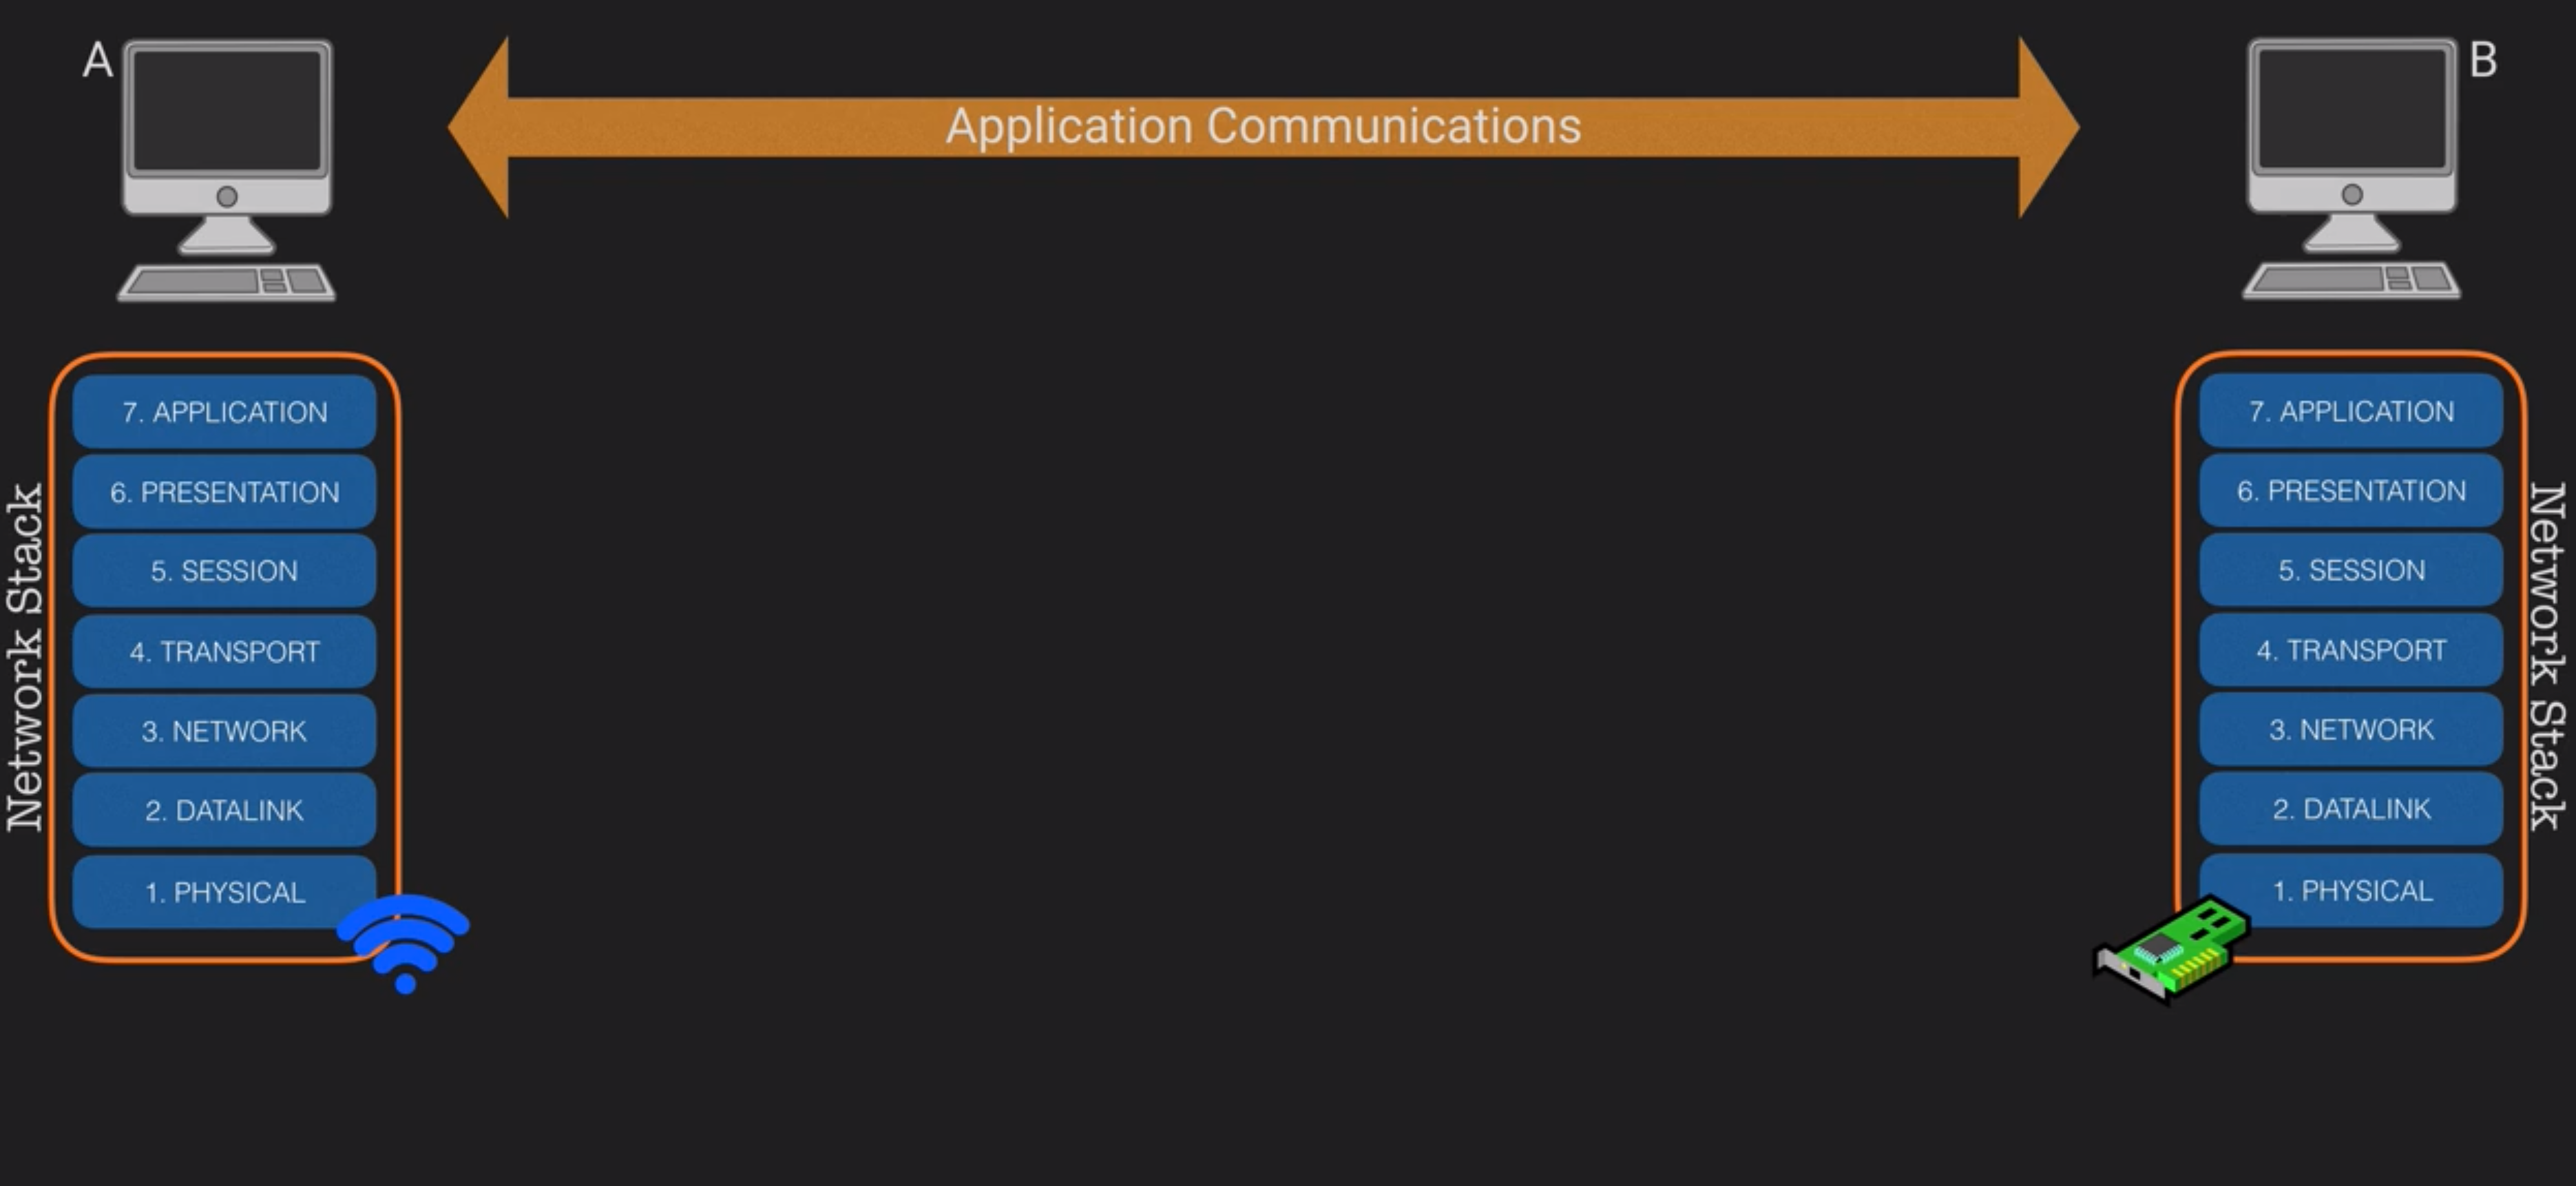 A
Application Communications
B
Network Stack
7. APPLICATION
6. PRESENTATION
5. SESSION
4. TRANSPORT
3. NETWORK
2. DATALINK
1. PHYSICAL
7. APPLICATION
6. PRESENTATION
5. SESSION
4. TRANSPORT
3. NETWORK
2. DATALINK
1. PHYSICAL
Network Stack